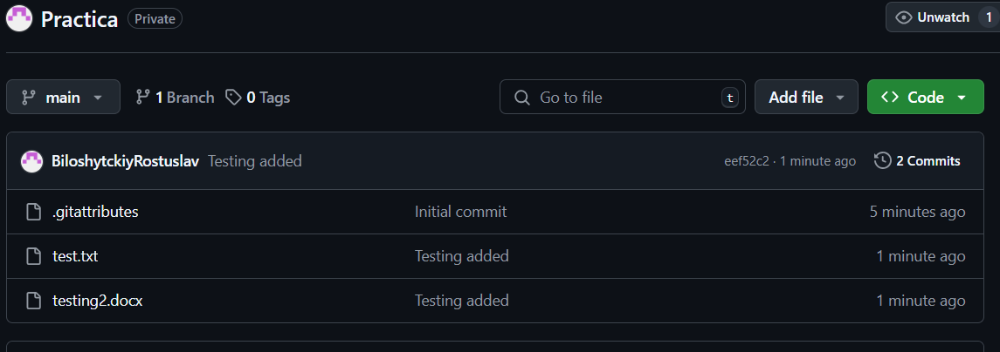 Practica Private Unwatch 1
main 1 Branch 0 Tags Go to file t Add file Code
BiloshytckiyRostuslav Testing added eef52c2 · 1 minute ago 2 Commits
.gitattributes Initial commit 5 minutes ago
test.txt Testing added 1 minute ago
testing2.docx Testing added 1 minute ago